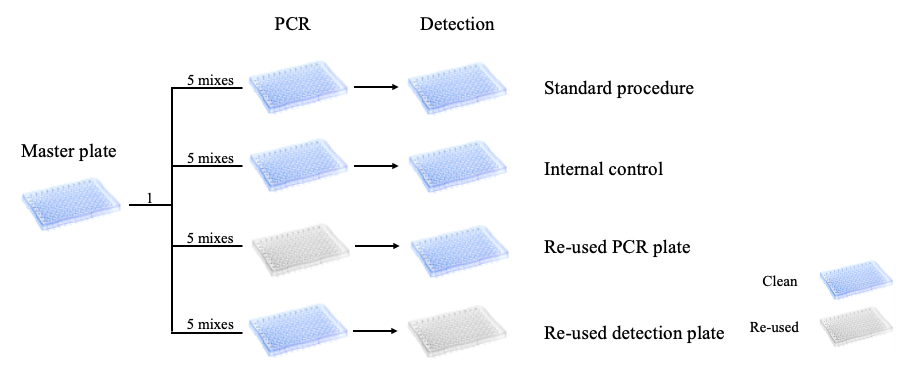 PCR
Detection
5 mixes
Standard procedure
Master plate
5 mixes
Internal control
1
5 mixes
Re-used PCR plate
Clean
5 mixes
Re-used detection plate
Re-used